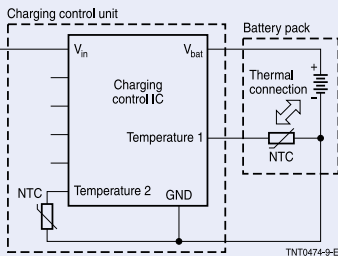 Charging control unit
Battery pack
Vin
Vbat
+
Thermal
connection
-
Charging
control IC
Temperature 1
NTC
NTC
Temperature 2
GND
TNT0474-9-E